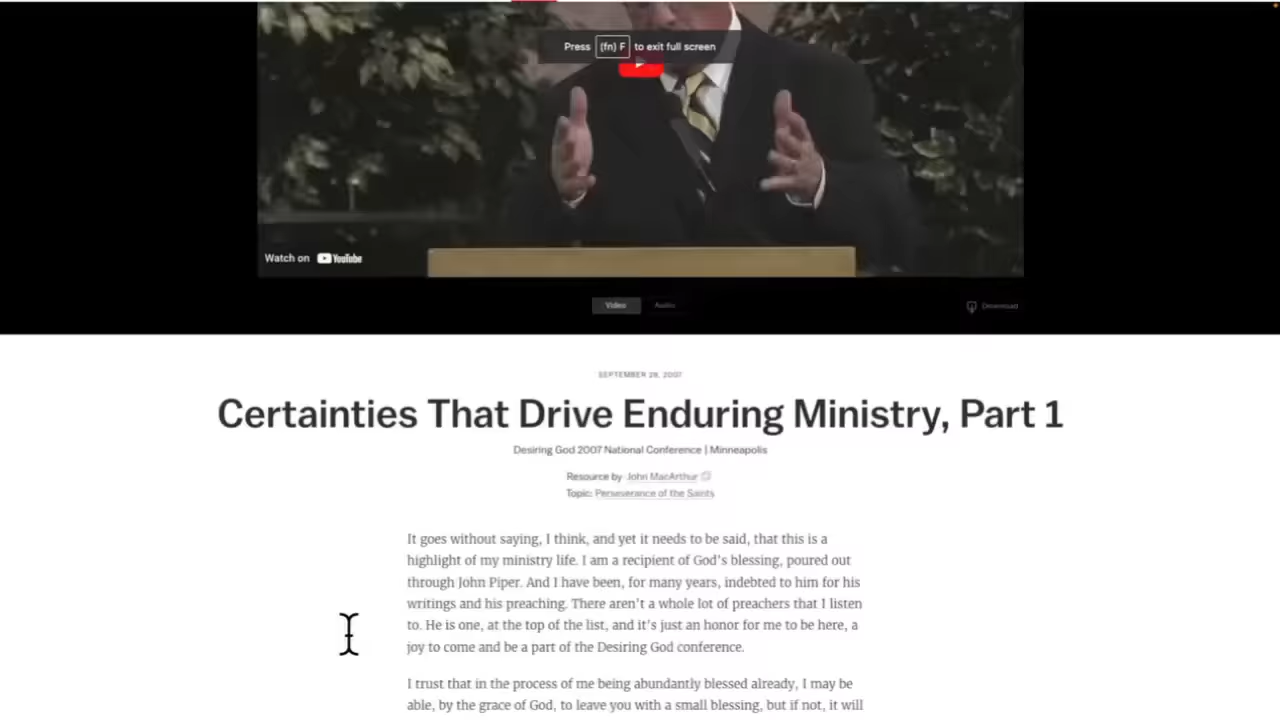 Press (fn) F to exit full screen
Watch on YouTube
Video Audio
Download
SEPTEMBER 28, 2007
Certainties That Drive Enduring Ministry, Part 1
Desiring God 2007 National Conference | Minneapolis
Resource by John MacArthur
Topic: Perseverance of the Saints
It goes without saying, I think, and yet it needs to be said, that this is a
highlight of my ministry life. I am a recipient of God's blessing, poured out
through John Piper. And I have been, for many years, indebted to him for his
writings and his preaching. There aren't a whole lot of preachers that I listen
to. He is one, at the top of the list, and it's just an honor for me to be here, a
joy to come and be a part of the Desiring God conference.
I trust that in the process of me being abundantly blessed already, I may be
able, by the grace of God, to leave you with a small blessing, but if not, it will